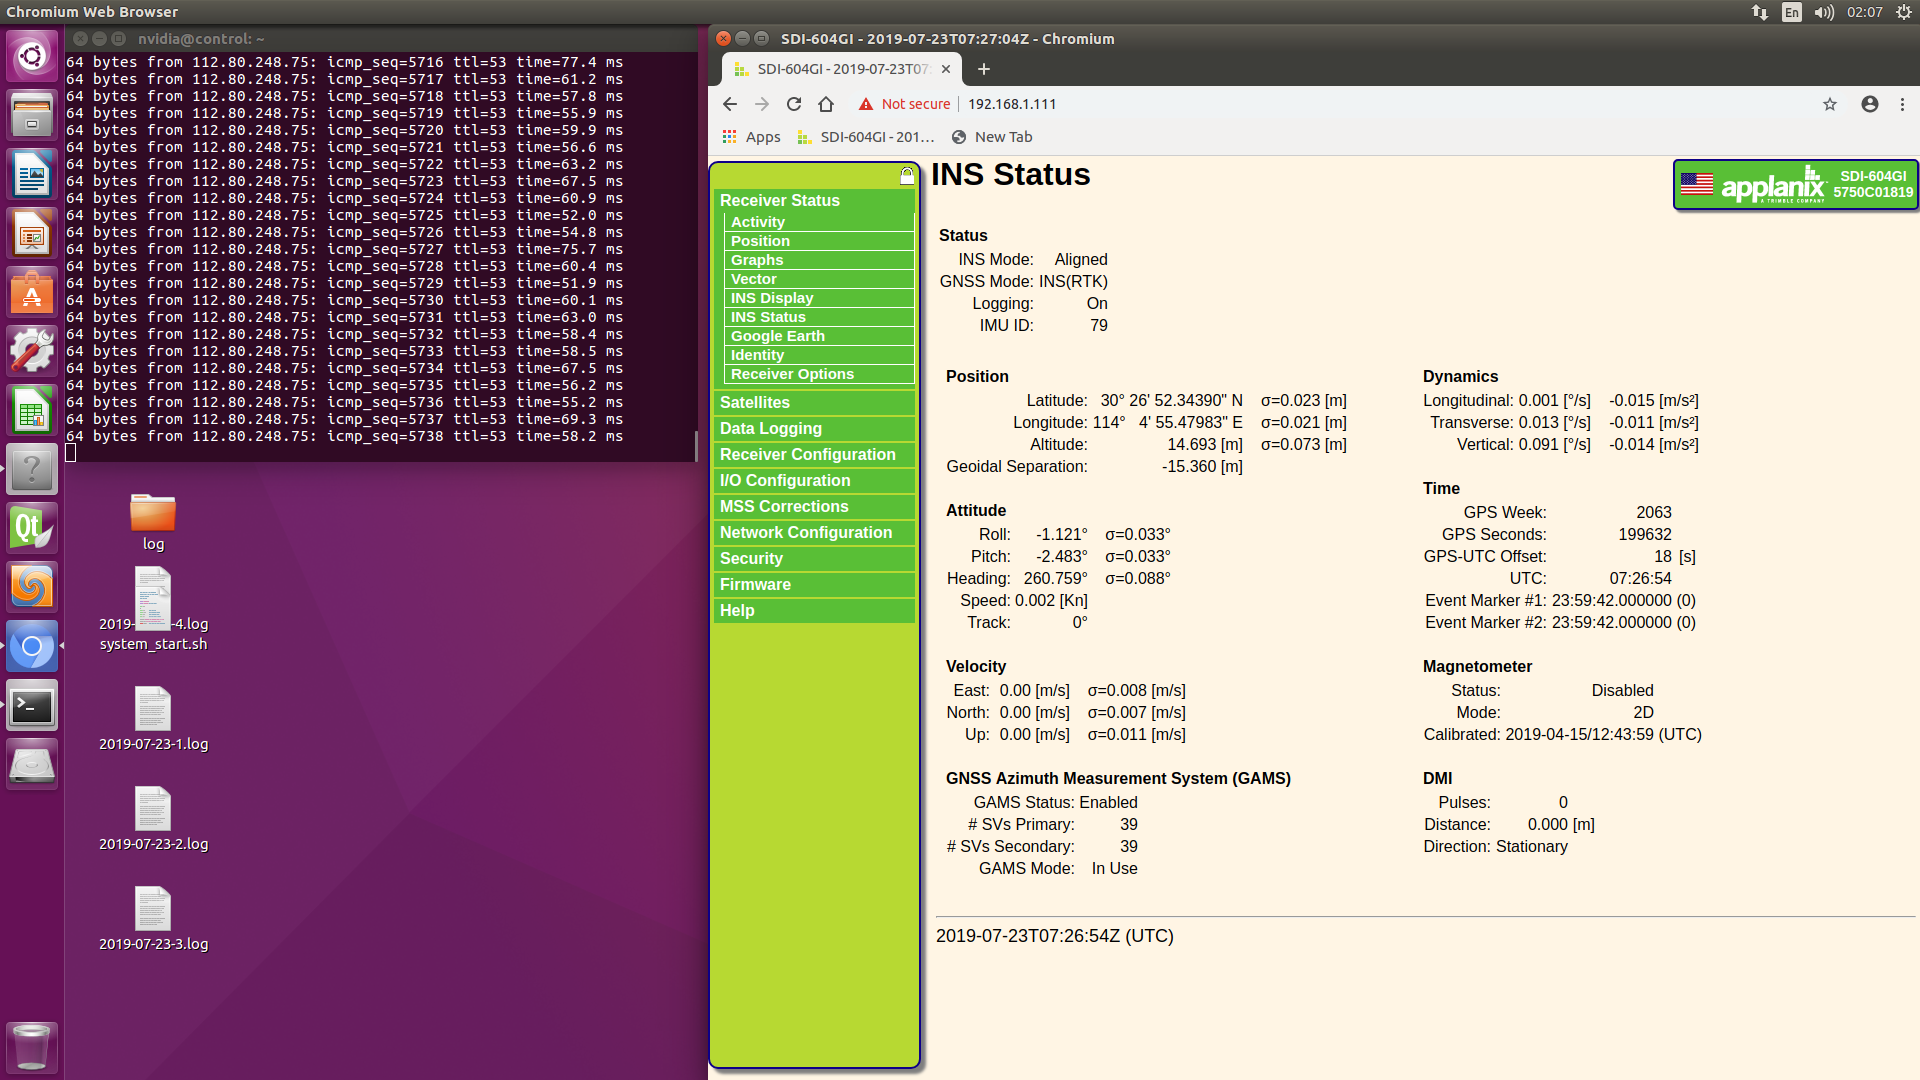 Chromium Web Browser
En
02:07
nvidia@control: ~
64 bytes from 112.80.248.75: icmp_seq=5716 ttl=53 time=77.4 ms
64 bytes from 112.80.248.75: icmp_seq=5717 ttl=53 time=61.2 ms
64 bytes from 112.80.248.75: icmp_seq=5718 ttl=53 time=57.8 ms
64 bytes from 112.80.248.75: icmp_seq=5719 ttl=53 time=55.9 ms
64 bytes from 112.80.248.75: icmp_seq=5720 ttl=53 time=59.9 ms
64 bytes from 112.80.248.75: icmp_seq=5721 ttl=53 time=56.6 ms
64 bytes from 112.80.248.75: icmp_seq=5722 ttl=53 time=63.2 ms
64 bytes from 112.80.248.75: icmp_seq=5723 ttl=53 time=67.5 ms
64 bytes from 112.80.248.75: icmp_seq=5724 ttl=53 time=60.9 ms
64 bytes from 112.80.248.75: icmp_seq=5725 ttl=53 time=52.0 ms
64 bytes from 112.80.248.75: icmp_seq=5726 ttl=53 time=54.8 ms
64 bytes from 112.80.248.75: icmp_seq=5727 ttl=53 time=75.7 ms
64 bytes from 112.80.248.75: icmp_seq=5728 ttl=53 time=60.4 ms
64 bytes from 112.80.248.75: icmp_seq=5729 ttl=53 time=51.9 ms
64 bytes from 112.80.248.75: icmp_seq=5730 ttl=53 time=60.1 ms
64 bytes from 112.80.248.75: icmp_seq=5731 ttl=53 time=63.0 ms
64 bytes from 112.80.248.75: icmp_seq=5732 ttl=53 time=58.4 ms
64 bytes from 112.80.248.75: icmp_seq=5733 ttl=53 time=58.5 ms
64 bytes from 112.80.248.75: icmp_seq=5734 ttl=53 time=67.5 ms
64 bytes from 112.80.248.75: icmp_seq=5735 ttl=53 time=56.2 ms
64 bytes from 112.80.248.75: icmp_seq=5736 ttl=53 time=55.2 ms
64 bytes from 112.80.248.75: icmp_seq=5737 ttl=53 time=69.3 ms
64 bytes from 112.80.248.75: icmp_seq=5738 ttl=53 time=58.2 ms
Qt
log
2019- -4.log
system_start.sh
2019-07-23-1.log
2019-07-23-2.log
2019-07-23-3.log
SDI-604GI - 2019-07-23T07:27:04Z - Chromium
SDI-604GI - 2019-07-23T07:
Not secure
192.168.1.111
Apps
SDI-604GI - 201...
New Tab
Receiver Status
Activity
Position
Graphs
Vector
INS Display
INS Status
Google Earth
Identity
Receiver Options
Satellites
Data Logging
Receiver Configuration
I/O Configuration
MSS Corrections
Network Configuration
Security
Firmware
Help
INS Status
applanix
A TRIMBLE COMPANY
SDI-604GI
5750C01819
Status
INS Mode: Aligned
GNSS Mode: INS(RTK)
Logging: On
IMU ID: 79
Position
Latitude: 30° 26' 52.34390" N σ=0.023 [m]
Longitude: 114° 4' 55.47983" E σ=0.021 [m]
Altitude: 14.693 [m] σ=0.073 [m]
Geoidal Separation: -15.360 [m]
Attitude
Roll: -1.121° σ=0.033°
Pitch: -2.483° σ=0.033°
Heading: 260.759° σ=0.088°
Speed: 0.002 [Kn]
Track: 0°
Velocity
East: 0.00 [m/s] σ=0.008 [m/s]
North: 0.00 [m/s] σ=0.007 [m/s]
Up: 0.00 [m/s] σ=0.011 [m/s]
GNSS Azimuth Measurement System (GAMS)
GAMS Status: Enabled
# SVs Primary: 39
# SVs Secondary: 39
GAMS Mode: In Use
Dynamics
Longitudinal: 0.001 [°/s] -0.015 [m/s²]
Transverse: 0.013 [°/s] -0.011 [m/s²]
Vertical: 0.091 [°/s] -0.014 [m/s²]
Time
GPS Week: 2063
GPS Seconds: 199632
GPS-UTC Offset: 18 [s]
UTC: 07:26:54
Event Marker #1: 23:59:42.000000 (0)
Event Marker #2: 23:59:42.000000 (0)
Magnetometer
Status: Disabled
Mode: 2D
Calibrated: 2019-04-15/12:43:59 (UTC)
DMI
Pulses: 0
Distance: 0.000 [m]
Direction: Stationary
2019-07-23T07:26:54Z (UTC)